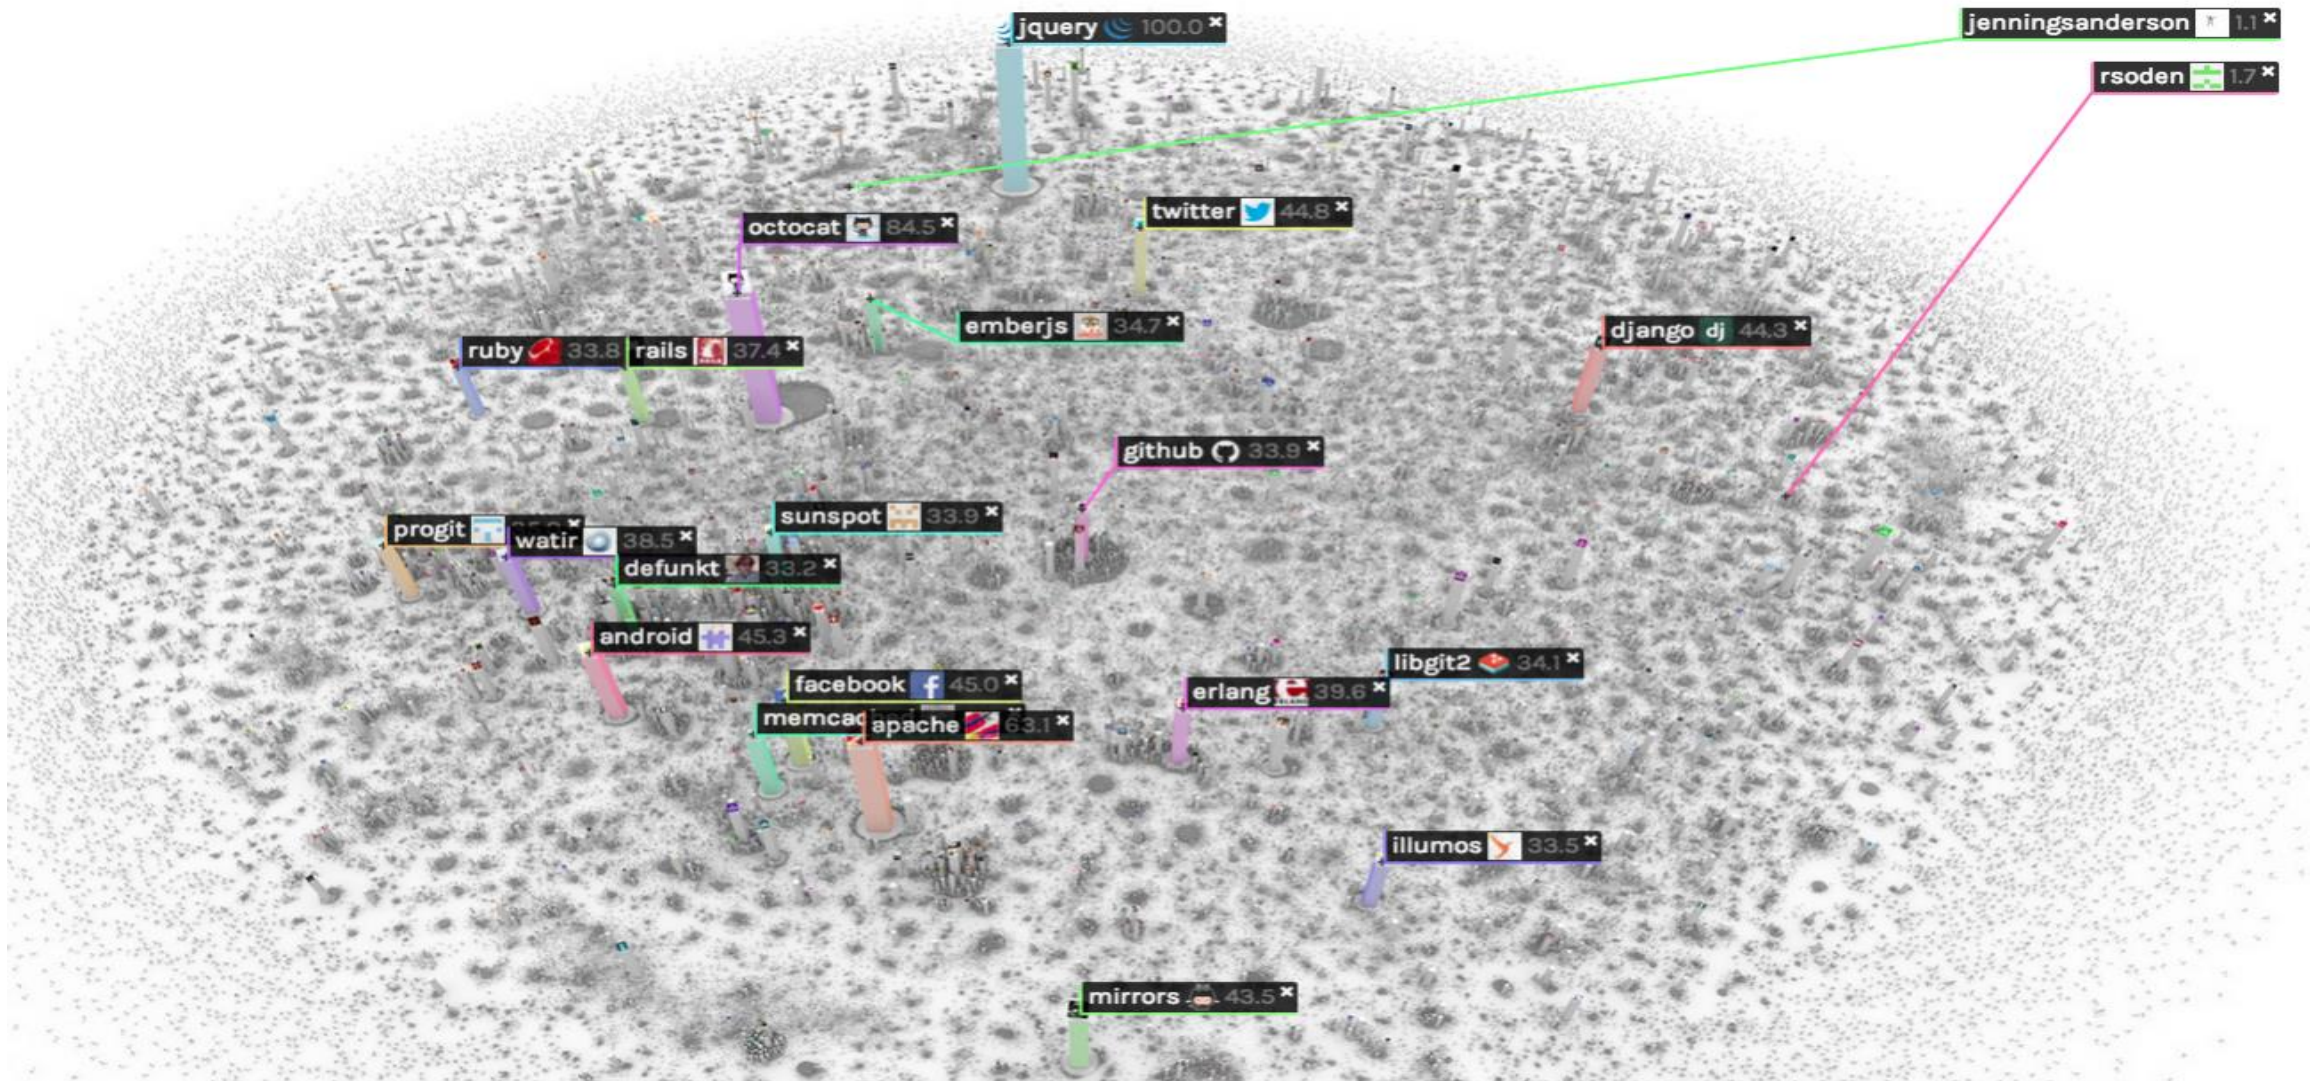 jquery 100.0 ×
jenningsanderson 1.1 ×
rsoden 1.7 ×
twitter 44.8 ×
octocat 84.5 ×
emberjs 34.7 ×
django dj 44.3 ×
ruby 33.8
rails 37.4 ×
github 33.9 ×
sunspot 33.9 ×
progit ×
watir 38.5 ×
defunkt 33.2 ×
android 45.3 ×
libgit2 34.1 ×
facebook f 45.0 ×
erlang 39.6 ×
apache 63.1 ×
illumos 33.5 ×
mirrors 43.5 ×